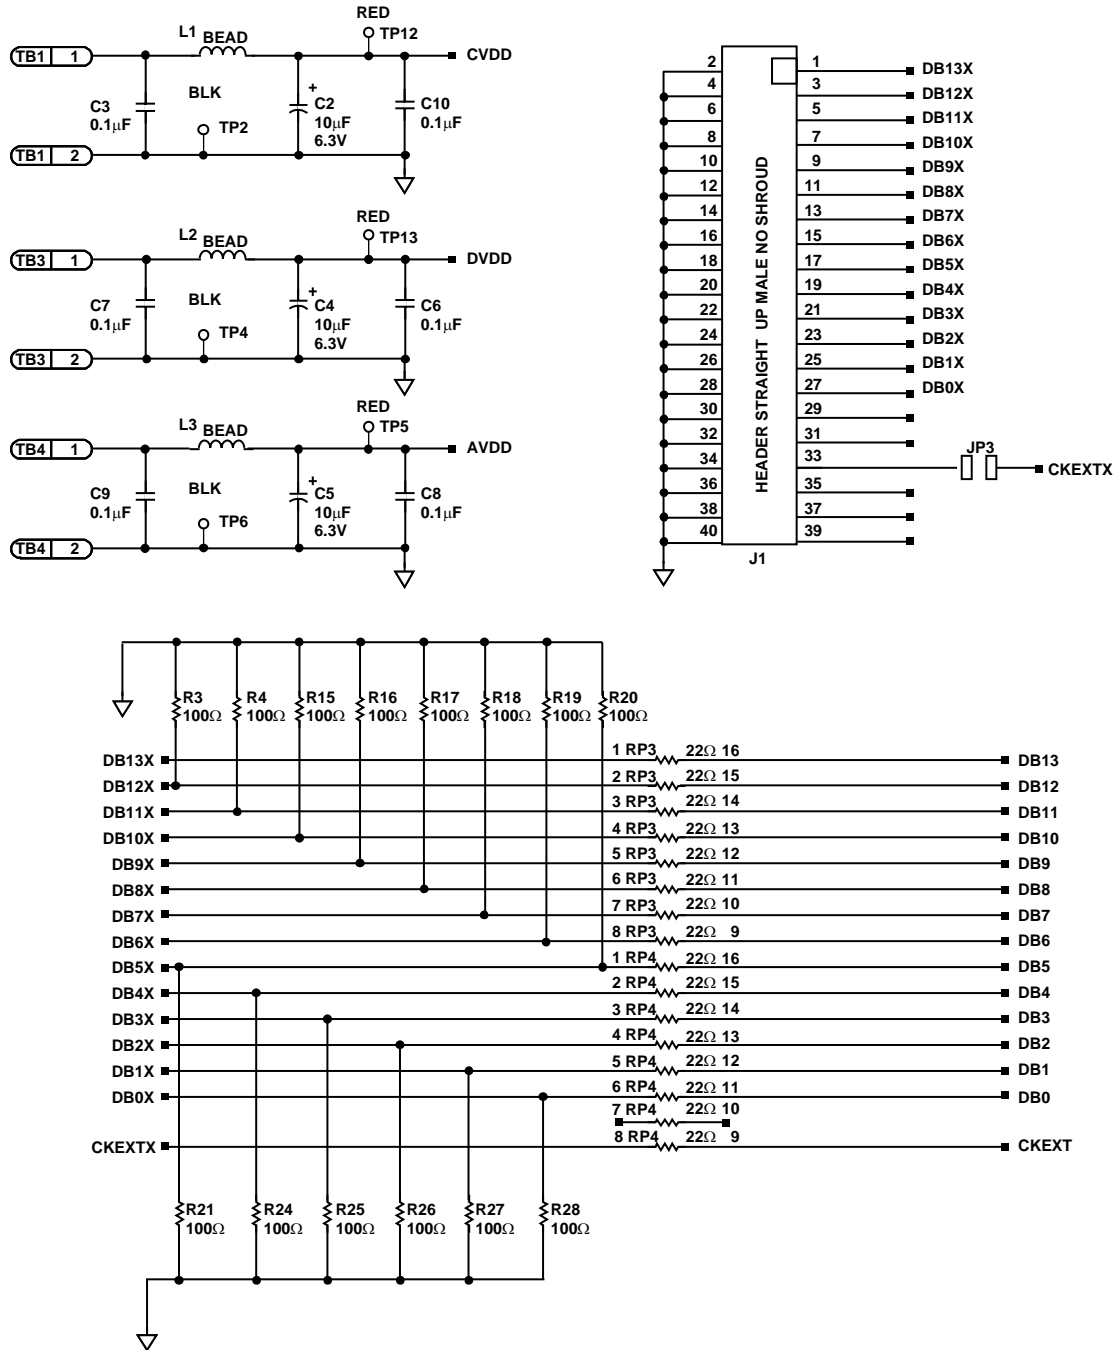 RED
L1 BEAD TP12
TB1 1 CVDD
BLK
C3 0.1μF
+ C2 10μF 6.3V
C10 0.1μF
TP2
TB1 2
RED
L2 BEAD TP13
TB3 1 DVDD
BLK
C7 0.1μF
+ C4 10μF 6.3V
C6 0.1μF
TP4
TB3 2
RED
L3 BEAD TP5
TB4 1 AVDD
BLK
C9 0.1μF
+ C5 10μF 6.3V
C8 0.1μF
TP6
TB4 2
2 1 DB13X
4 3 DB12X
6 5 DB11X
8 7 DB10X
10 9 DB9X
12 11 DB8X
14 13 DB7X
16 15 DB6X
18 17 DB5X
20 19 DB4X
22 21 DB3X
24 23 DB2X
26 25 DB1X
28 27 DB0X
30 29
32 31
34 33 JP3 CKEXTX
36 35
38 37
40 39
HEADER STRAIGHT UP MALE NO SHROUD
J1
R3 R4 R15 R16 R17 R18 R19 R20
100Ω 100Ω 100Ω 100Ω 100Ω 100Ω 100Ω 100Ω
DB13X 1 RP3 22Ω 16 DB13
DB12X 2 RP3 22Ω 15 DB12
DB11X 3 RP3 22Ω 14 DB11
DB10X 4 RP3 22Ω 13 DB10
DB9X 5 RP3 22Ω 12 DB9
DB8X 6 RP3 22Ω 11 DB8
DB7X 7 RP3 22Ω 10 DB7
DB6X 8 RP3 22Ω 9 DB6
DB5X 1 RP4 22Ω 16 DB5
DB4X 2 RP4 22Ω 15 DB4
DB3X 3 RP4 22Ω 14 DB3
DB2X 4 RP4 22Ω 13 DB2
DB1X 5 RP4 22Ω 12 DB1
DB0X 6 RP4 22Ω 11 DB0
7 RP4 22Ω 10
CKEXTX 8 RP4 22Ω 9 CKEXT
R21 R24 R25 R26 R27 R28
100Ω 100Ω 100Ω 100Ω 100Ω 100Ω